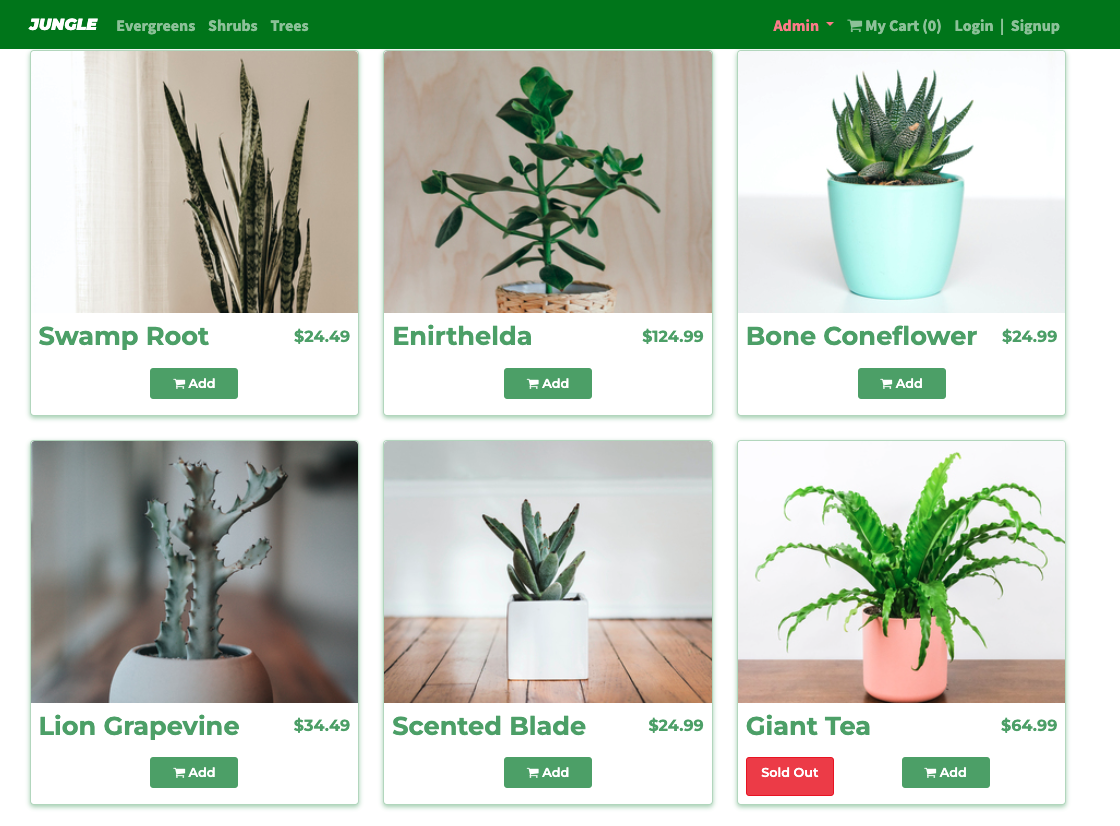 JUNGLE Evergreens Shrubs Trees Admin My Cart (0) Login | Signup
Swamp Root $24.49
Enirthelda $124.99
Bone Coneflower $24.99
Add
Add
Add
Lion Grapevine $34.49
Scented Blade $24.99
Giant Tea $64.99
Add
Add
Sold Out
Add